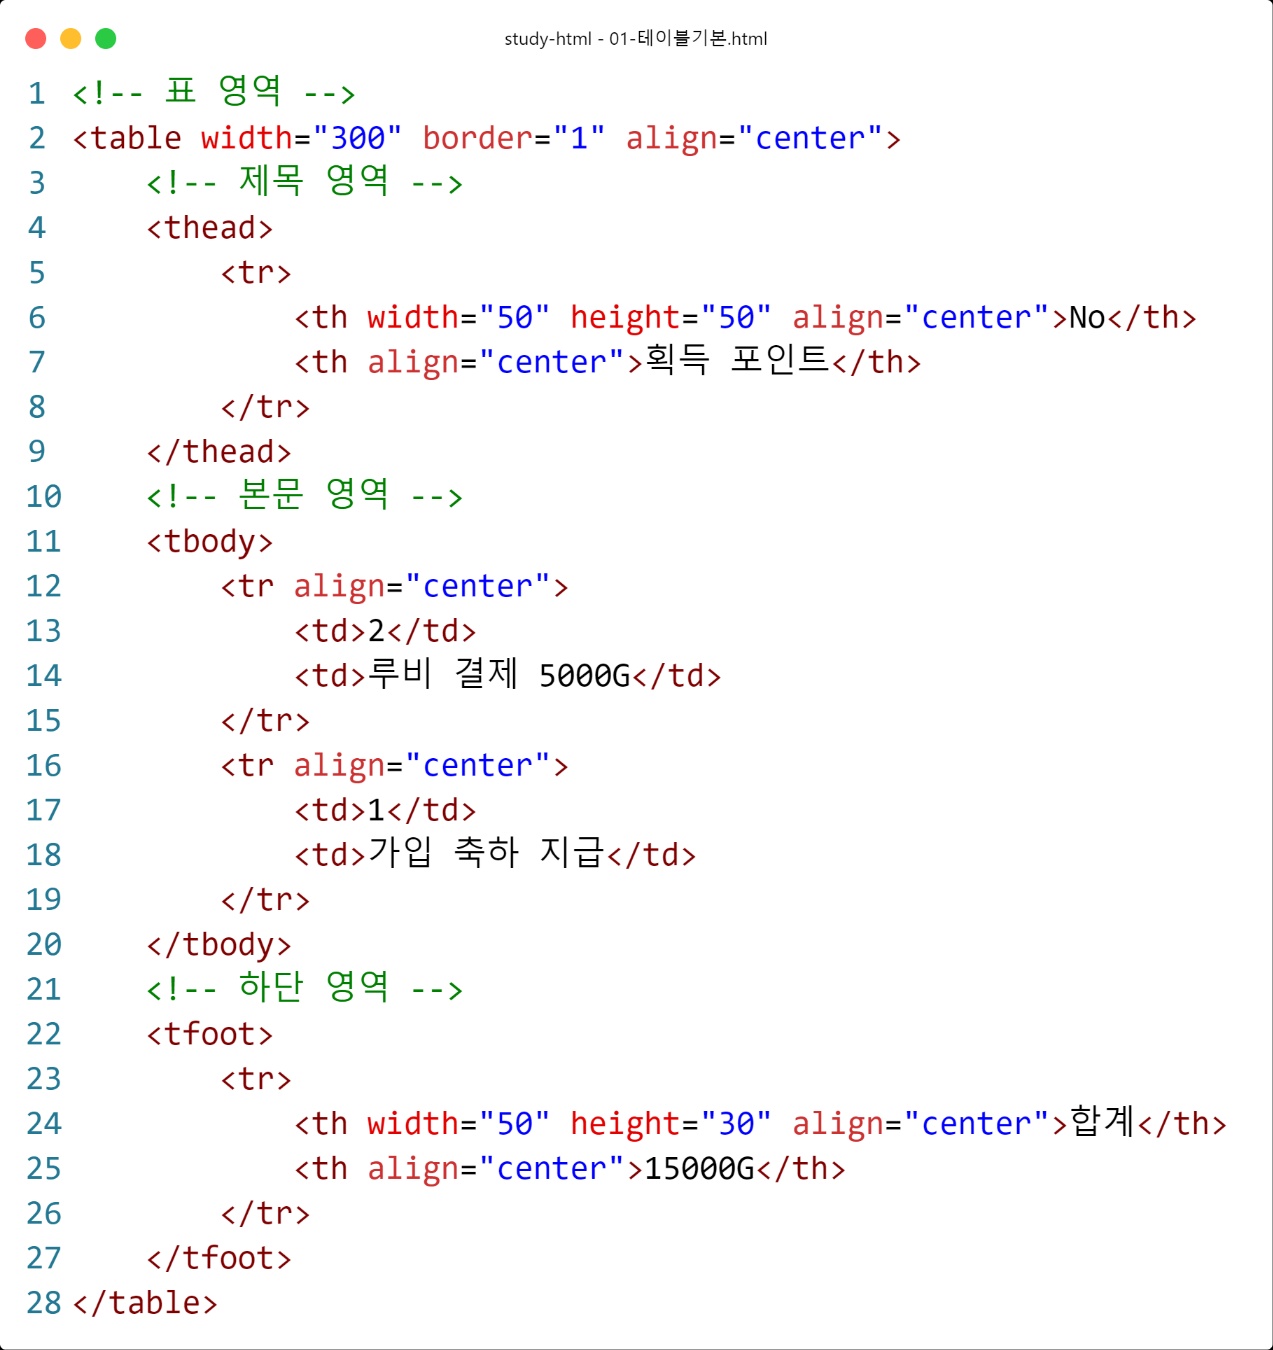 study-html - 01-테이블기본.html
1 <!-- 표 영역 -->
2 <table width="300" border="1" align="center">
3     <!-- 제목 영역 -->
4     <thead>
5         <tr>
6             <th width="50" height="50" align="center">No</th>
7             <th align="center">획득 포인트</th>
8         </tr>
9     </thead>
10     <!-- 본문 영역 -->
11     <tbody>
12         <tr align="center">
13             <td>2</td>
14             <td>루비 결제 5000G</td>
15         </tr>
16         <tr align="center">
17             <td>1</td>
18             <td>가입 축하 지급</td>
19         </tr>
20     </tbody>
21     <!-- 하단 영역 -->
22     <tfoot>
23         <tr>
24             <th width="50" height="30" align="center">합계</th>
25             <th align="center">15000G</th>
26         </tr>
27     </tfoot>
28 </table>